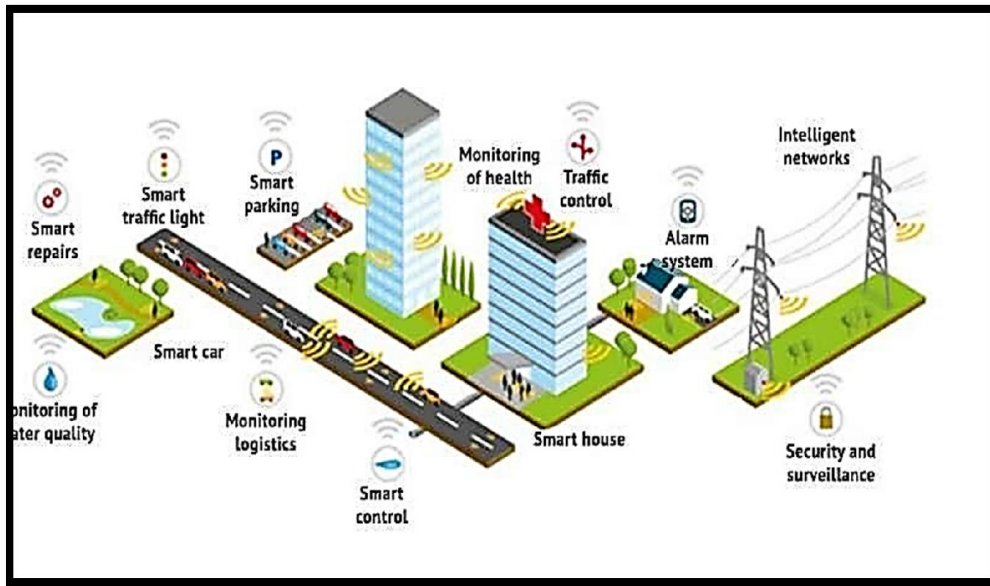 Intelligent
networks
Monitoring
of health
Traffic
control
P
Smart
parking
Smart
traffic light
Smart
repairs
Alarm
system
Smart car
onitoring of
ater quality
Monitoring
logistics
Smart house
Security and
surveillance
Smart
control